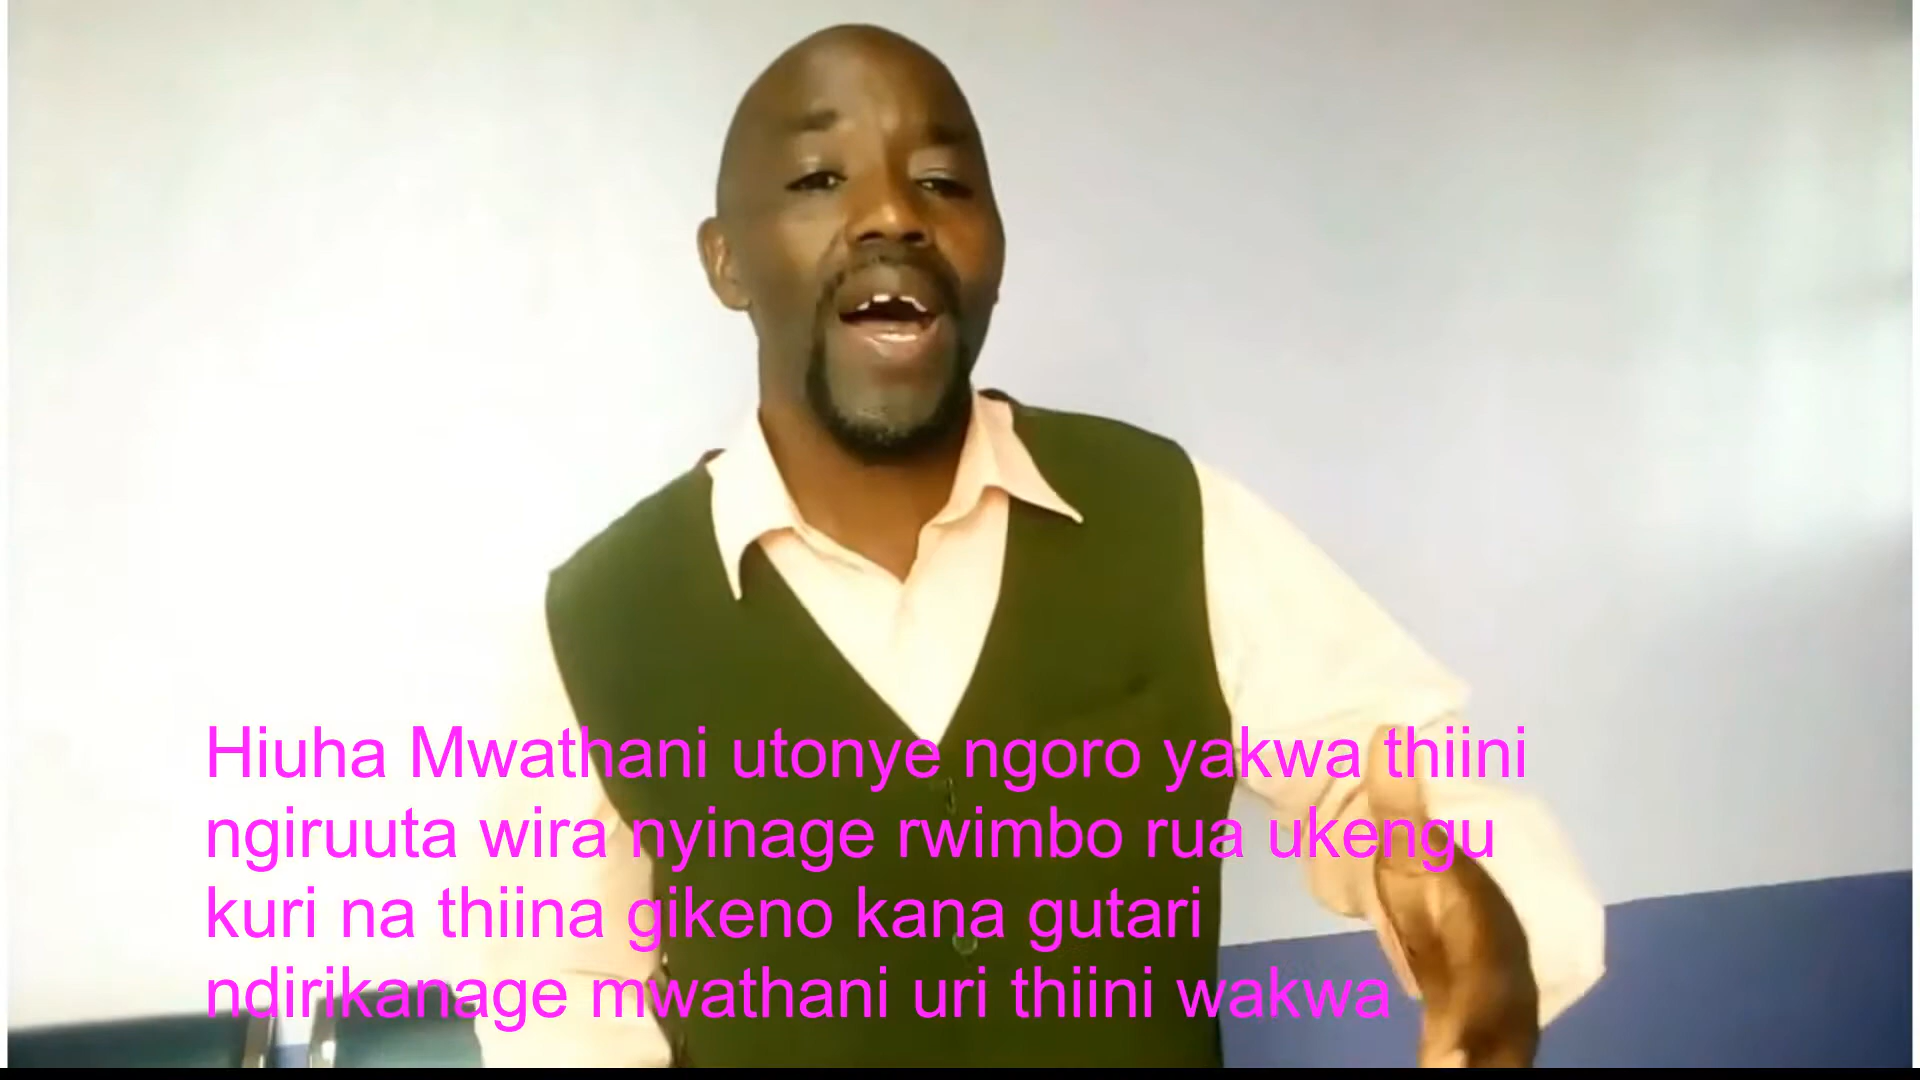 Hiuha Mwathani utonye ngoro yakwa thiini
ngiruuta wira nyinage rwimbo rua ukengu
kuri na thiina gikeno kana gutari
ndirikanage mwathani uri thiini wakwa